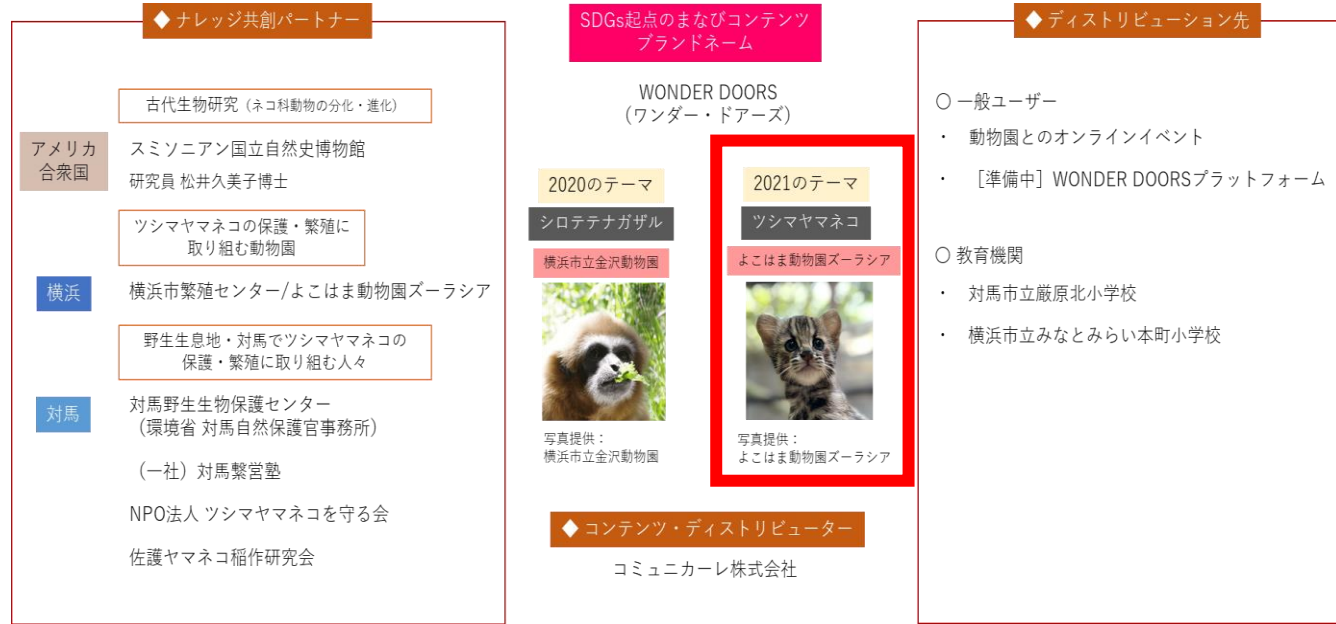 ◆ ナレッジ共創パートナー
古代生物研究（ネコ科動物の分化・進化）
アメリカ
合衆国
スミソニアン国立自然史博物館
研究員 松井久美子博士
ツシマヤマネコの保護・繁殖に
取り組む動物園
横浜
横浜市繁殖センター/よこはま動物園ズーラシア
野生生息地・対馬でツシマヤマネコの
保護・繁殖に取り組む人々
対馬
対馬野生生物保護センター
（環境省 対馬自然保護官事務所）
（一社）対馬繋営塾
NPO法人 ツシマヤマネコを守る会
佐護ヤマネコ稲作研究会
SDGs起点のまなびコンテンツ
ブランドネーム
WONDER DOORS
（ワンダー・ドアーズ）
2020のテーマ
シロテテナガザル
横浜市立金沢動物園
写真提供：
横浜市立金沢動物園
2021のテーマ
ツシマヤマネコ
よこはま動物園ズーラシア
写真提供：
よこはま動物園ズーラシア
◆ コンテンツ・ディストリビューター
コミュニカーレ株式会社
◆ ディストリビューション先
〇 一般ユーザー
・ 動物園とのオンラインイベント
・ ［準備中］WONDER DOORSプラットフォーム
〇 教育機関
・ 対馬市立厳原北小学校
・ 横浜市立みなとみらい本町小学校